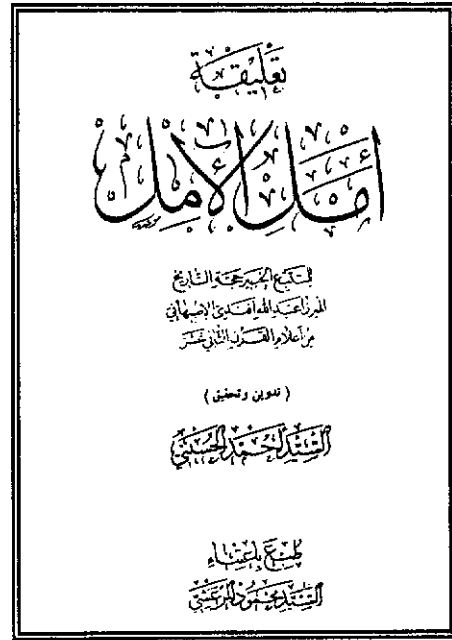 تعليقة
أمل الآمل
للمتتبع الخبير حجة التاريخ
الميرزا عبد الله أفندي الأصبهاني
من أعلام القرن الثاني عشر
( تدوين وتحقيق )
السيد أحمد الحسيني
طبع باعتناء
السيد محمود المرعشي